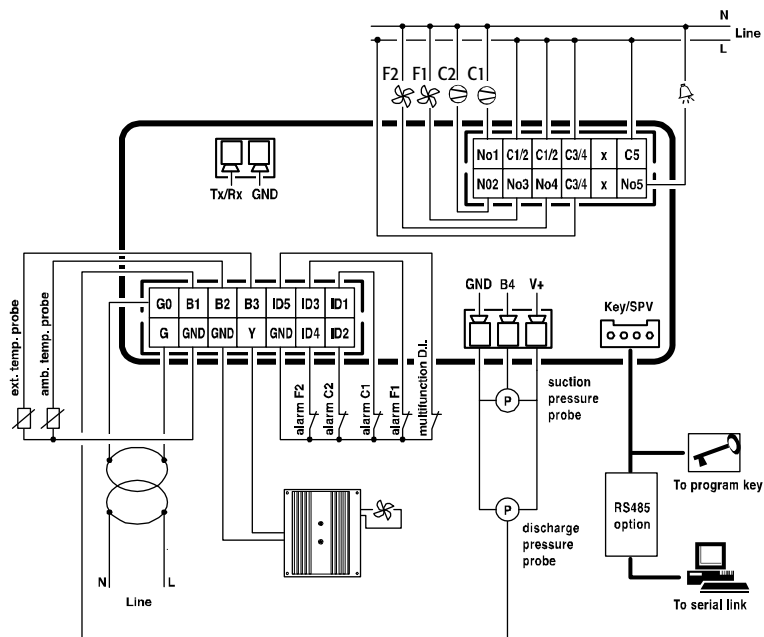 N
Line
L
F2 F1 C2 C1
No1 C1/2 C1/2 C3/4 x C5
N02 No3 No4 C3/4 x No5
Tx/Rx GND
G0 B1 B2 B3 ID5 ID3 ID1
G GND GND Y GND ID4 ID2
GND B4 V+
Key/SPV
ext. temp. probe
amb. temp. probe
alarm F2
alarm C2
alarm C1
alarm F1
multifunction D.I.
P
suction
pressure
probe
P
discharge
pressure
probe
To program key
RS485
option
To serial link
N L
Line